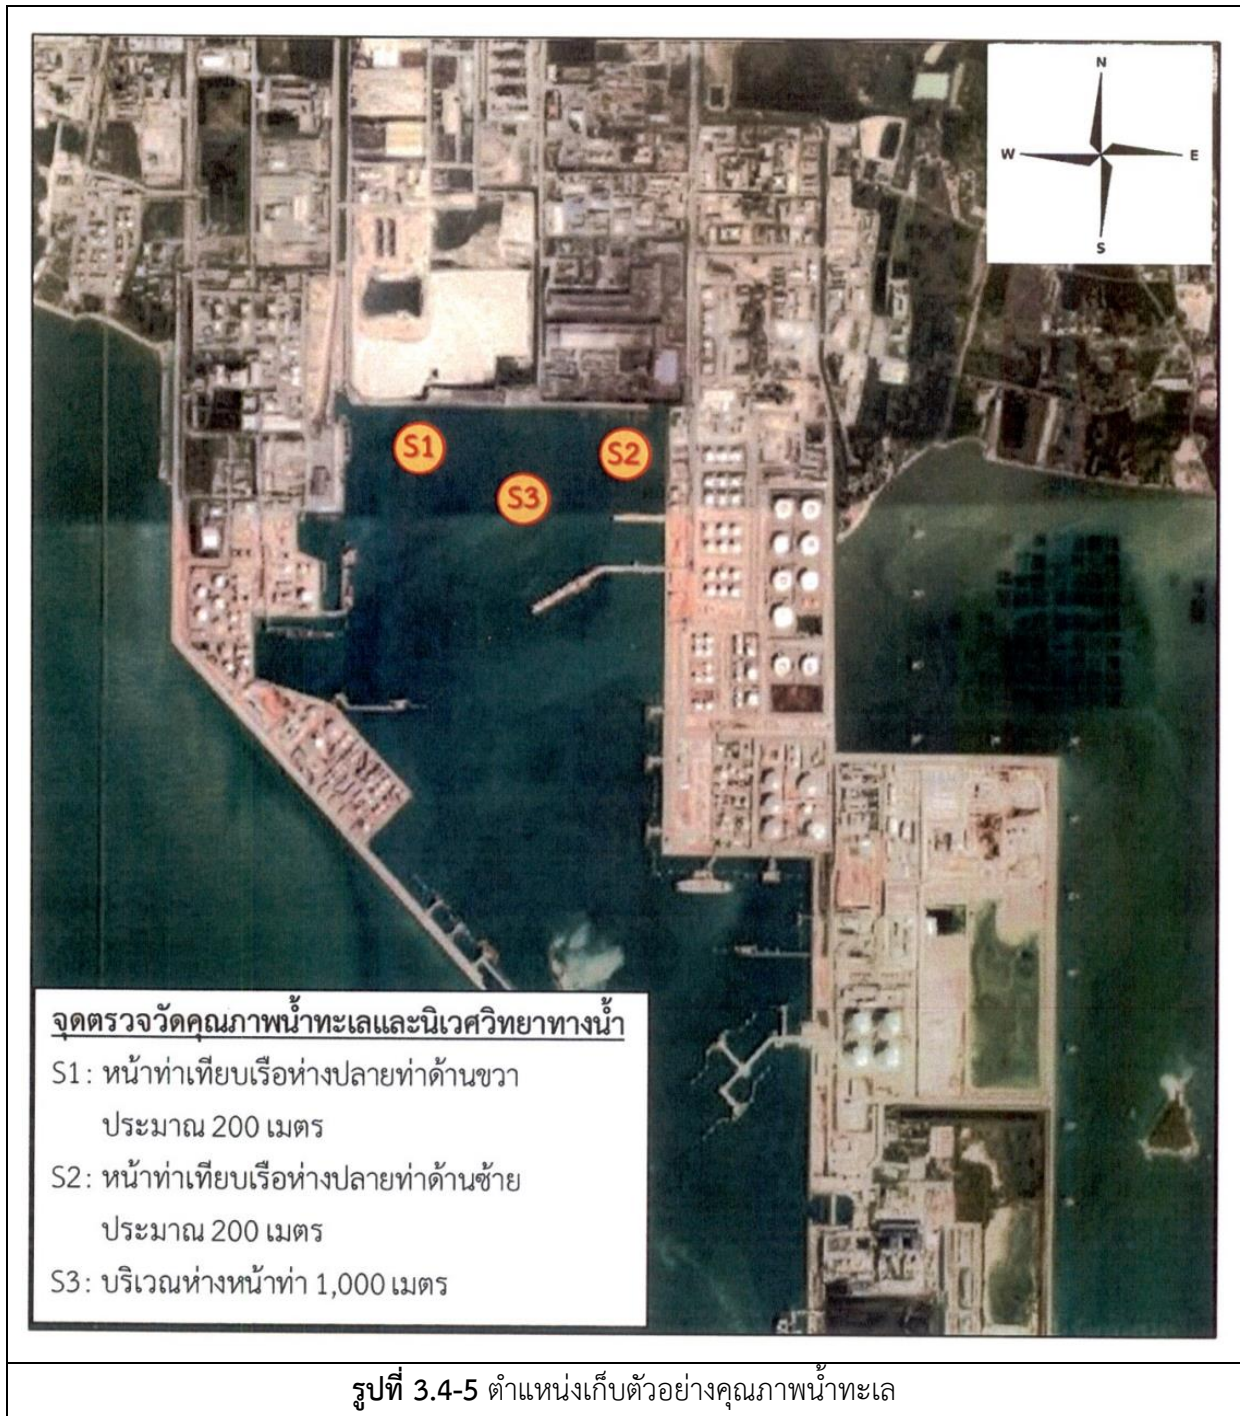 N
W E
S
S1
S2
S3
จุดตรวจวัดคุณภาพน้ำทะเลและนิเวศวิทยาทางน้ำ
S1: หน้าท่าเทียบเรือห่างปลายท่าด้านขวา
ประมาณ 200 เมตร
S2: หน้าท่าเทียบเรือห่างปลายท่าด้านซ้าย
ประมาณ 200 เมตร
S3: บริเวณห่างหน้าท่า 1,000 เมตร
รูปที่ 3.4-5 ตำแหน่งเก็บตัวอย่างคุณภาพน้ำทะเล